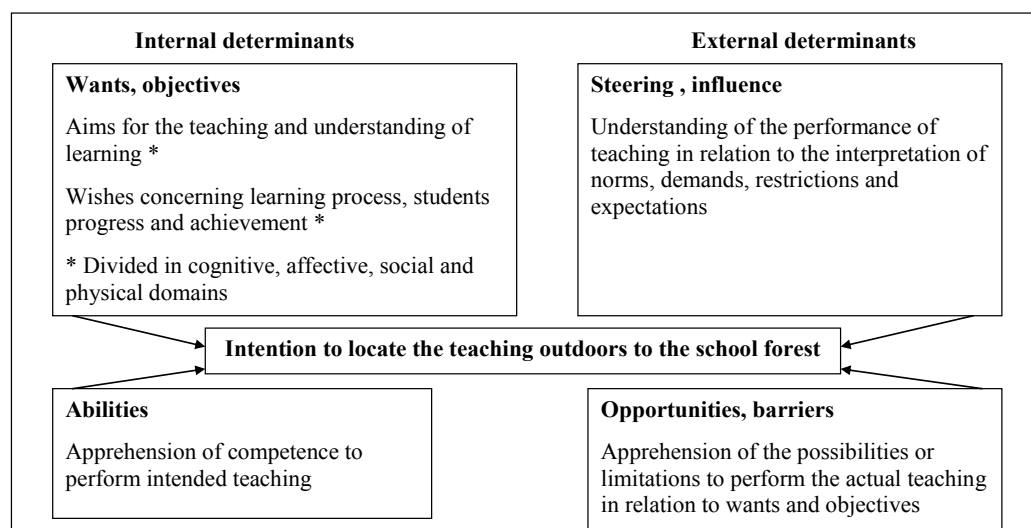 Internal determinants
External determinants
Wants, objectives
Aims for the teaching and understanding of
learning *
Wishes concerning learning process, students
progress and achievement *
* Divided in cognitive, affective, social and
physical domains
Steering , influence
Understanding of the performance of
teaching in relation to the interpretation of
norms, demands, restrictions and
expectations
Intention to locate the teaching outdoors to the school forest
Abilities
Apprehension of competence to
perform intended teaching
Opportunities, barriers
Apprehension of the possibilities or
limitations to perform the actual teaching
in relation to wants and objectives